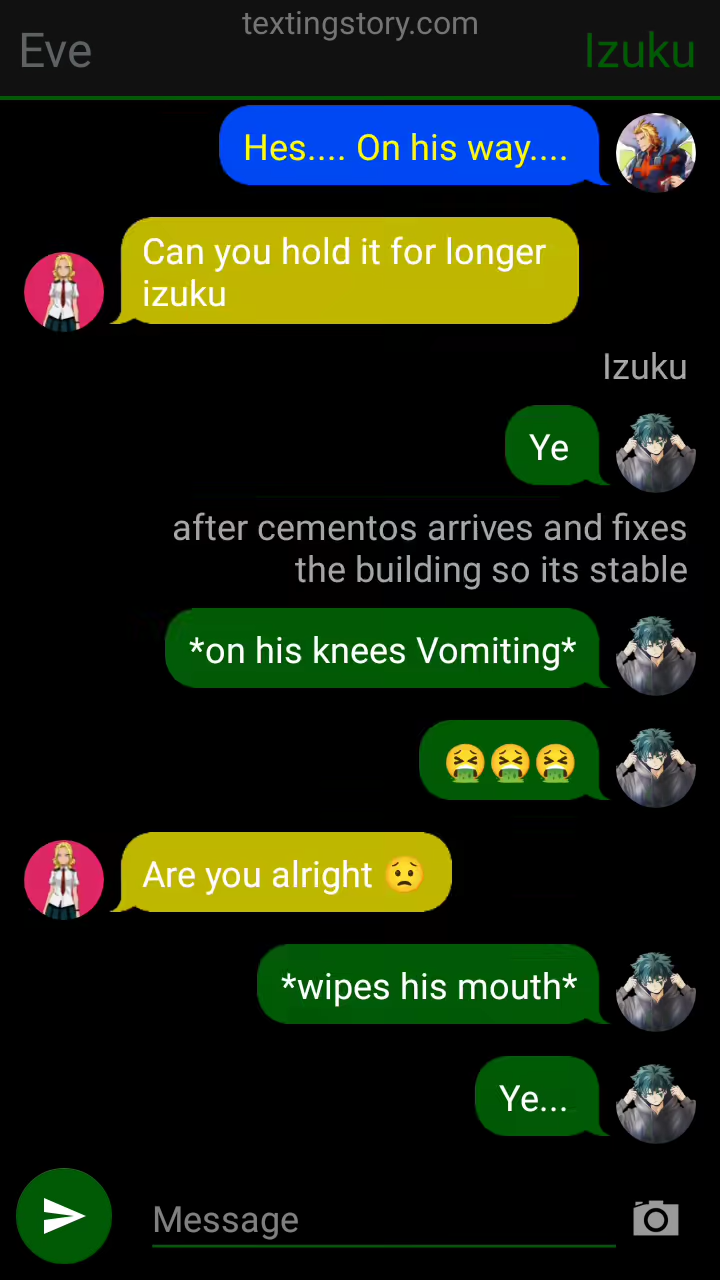 textingstory.com
Eve
Izuku
Hes.... On his way....
Can you hold it for longer
izuku
Izuku
Ye
after cementos arrives and fixes
the building so its stable
*on his knees Vomiting*
🤮🤮🤮
Are you alright 😟
*wipes his mouth*
Ye...
Message